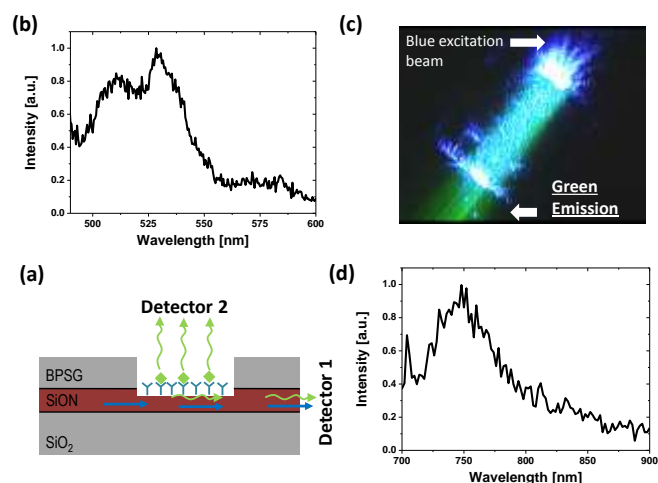 (b)
Intensity [a.u.]
1.0
0.8
0.6
0.4
0.2
0.0
500
525
550
575
600
Wavelength [nm]
(c)
Blue excitation
beam
Green
Emission
(a)
Detector 2
BPSG
SiON
SiO2
Detector 1
(d)
Intensity [a.u.]
1.0
0.8
0.6
0.4
0.2
0.0
700
750
800
850
900
Wavelength [nm]